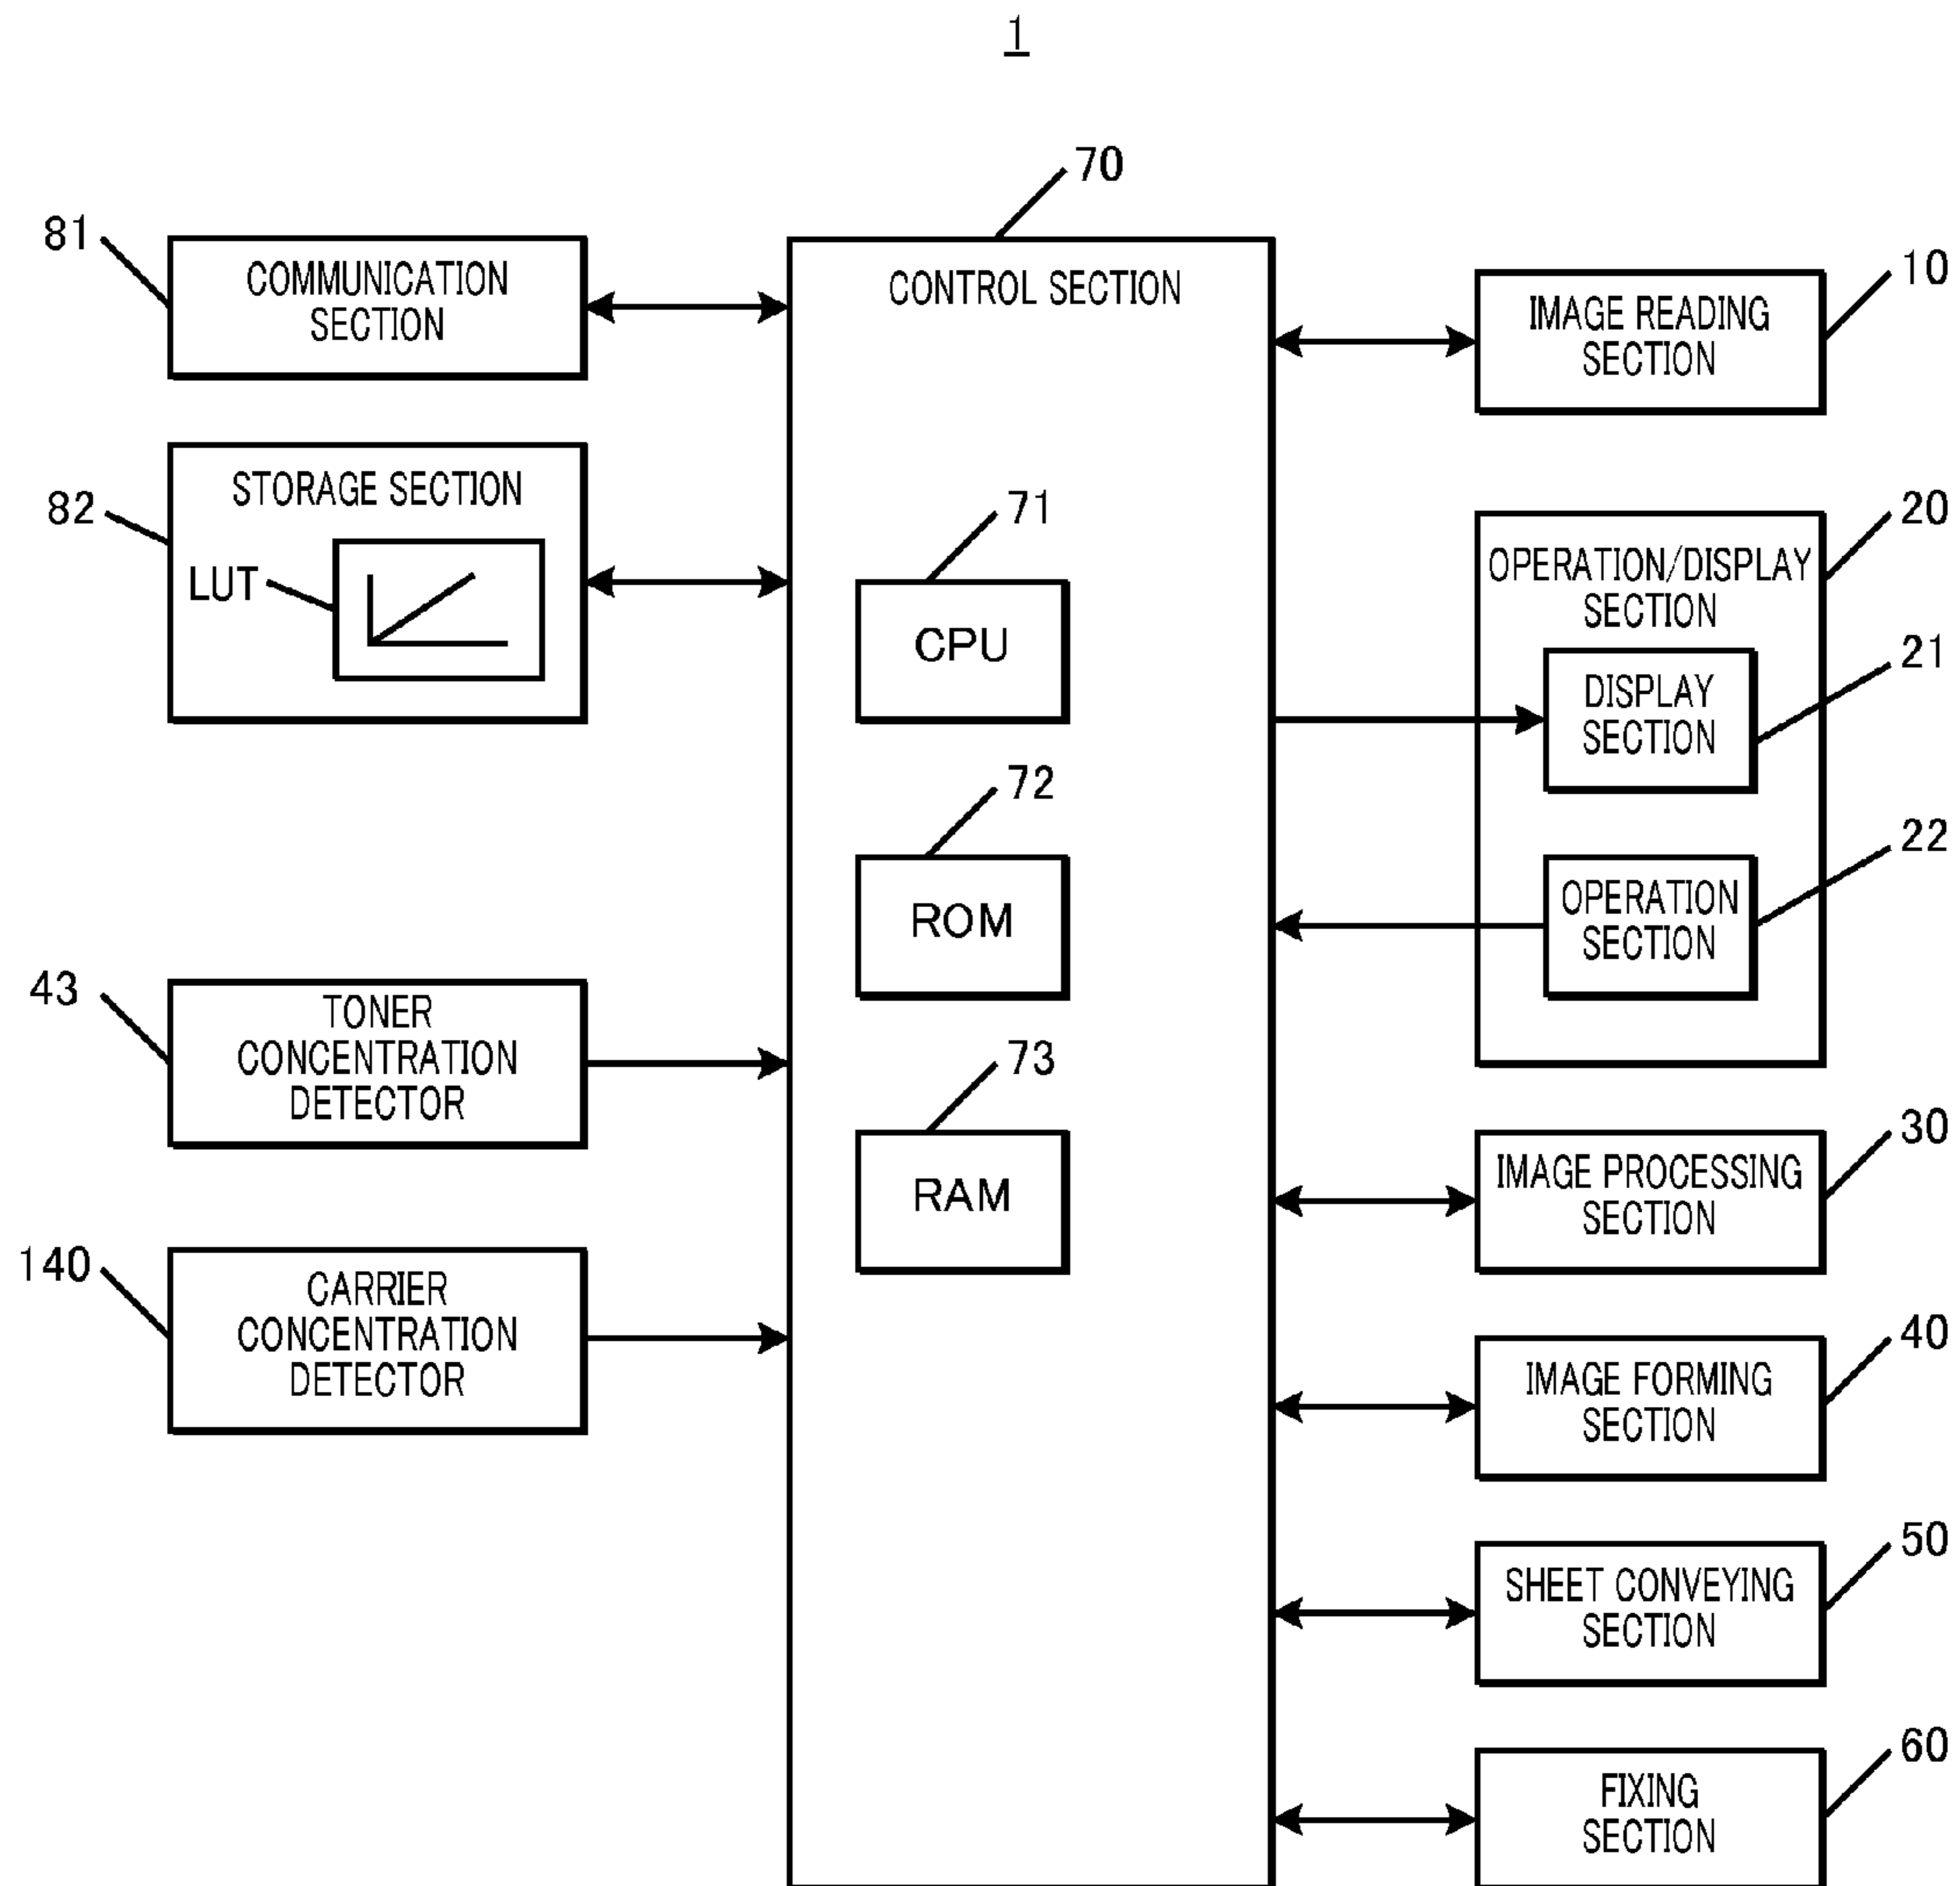 1
70
81
COMMUNICATION
SECTION
82
STORAGE SECTION
LUT
43
TONER
CONCENTRATION
DETECTOR
140
CARRIER
CONCENTRATION
DETECTOR
CONTROL SECTION
71
CPU
72
ROM
73
RAM
10
IMAGE READING
SECTION
20
OPERATION/DISPLAY
SECTION
21
DISPLAY
SECTION
22
OPERATION
SECTION
30
IMAGE PROCESSING
SECTION
40
IMAGE FORMING
SECTION
50
SHEET CONVEYING
SECTION
60
FIXING
SECTION